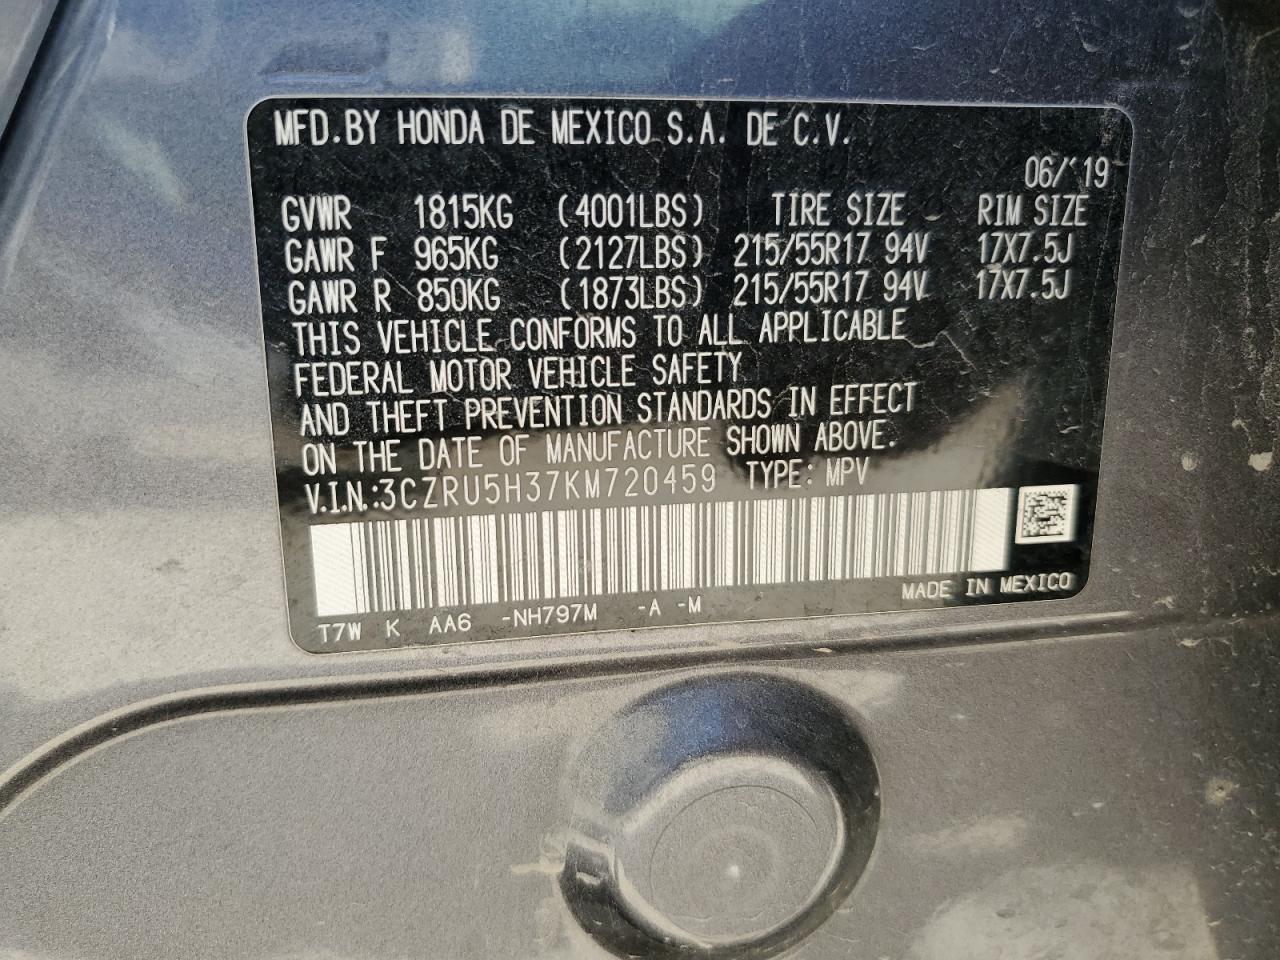 MFD.BY HONDA DE MEXICO S.A. DE C.V.
06/'19
GVWR 1815KG (4001LBS) TIRE SIZE RIM SIZE
GAWR F 965KG (2127LBS) 215/55R17 94V 17X7.5J
GAWR R 850KG (1873LBS) 215/55R17 94V 17X7.5J
THIS VEHICLE CONFORMS TO ALL APPLICABLE
FEDERAL MOTOR VEHICLE SAFETY
AND THEFT PREVENTION STANDARDS IN EFFECT
ON THE DATE OF MANUFACTURE SHOWN ABOVE.
V.I.N.:3CZRU5H37KM720459 TYPE: MPV
MADE IN MEXICO
T7W K AA6 -NH797M -A -M